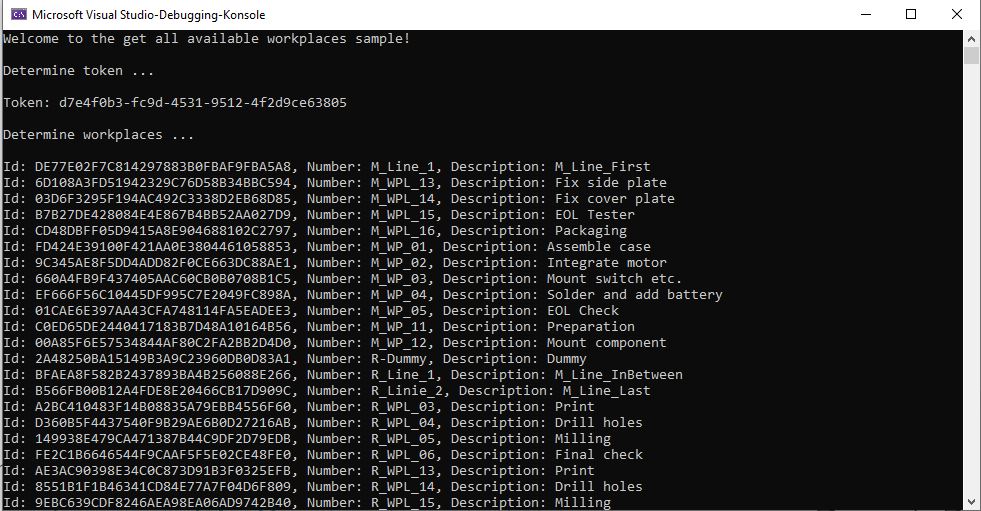 Microsoft Visual Studio-Debugging-Konsole
Welcome to the get all available workplaces sample!
Determine token ...
Token: d7e4f0b3-fc9d-4531-9512-4f2d9ce63805
Determine workplaces ...
Id: DE77E02F7C814297883B0FBAF9FBA5A8, Number: M_Line_1, Description: M_Line_First
Id: 6D108A3FD51942329C76D58B34BBC594, Number: M_WPL_13, Description: Fix side plate
Id: 03D6F3295F194AC492C3338D2EB68D85, Number: M_WPL_14, Description: Fix cover plate
Id: B7B27DE428084E4E867B4BB52AA027D9, Number: M_WPL_15, Description: EOL Tester
Id: CD48DBFF05D9415A8E904688102C2797, Number: M_WPL_16, Description: Packaging
Id: FD424E39100F421AA0E3804461058853, Number: M_WP_01, Description: Assemble case
Id: 9C345AE8F5DD4ADD82F0CE663DC88AE1, Number: M_WP_02, Description: Integrate motor
Id: 660A4FB9F437405AAC60CB0B0708B1C5, Number: M_WP_03, Description: Mount switch etc.
Id: EF666F56C10445DF995C7E2049FC898A, Number: M_WP_04, Description: Solder and add battery
Id: 01CAE6E397AA43CFA748114FA5EADEE3, Number: M_WP_05, Description: EOL Check
Id: C0ED65DE2440417183B7D48A10164B56, Number: M_WP_11, Description: Preparation
Id: 00A85F6E57534844AF80C2FA2BB2D4D0, Number: M_WP_12, Description: Mount component
Id: 2A48250BA15149B3A9C23960DB0D83A1, Number: R-Dummy, Description: Dummy
Id: BFAEA8F582B2437893BA4B256088E266, Number: R_Line_1, Description: M_Line_InBetween
Id: B566FB00B12A4FDE8E20466CB17D909C, Number: R_Linie_2, Description: M_Line_Last
Id: A2BC410483F14B08835A79EBB4556F60, Number: R_WPL_03, Description: Print
Id: D360B5F4437540F9B29AE6B0D27216AB, Number: R_WPL_04, Description: Drill holes
Id: 149938E479CA471387B44C9DF2D79EDB, Number: R_WPL_05, Description: Milling
Id: FE2C1B6646544F9CAAF5F5E02CE48FE0, Number: R_WPL_06, Description: Final check
Id: AE3AC90398E34C0C873D91B3F0325EFB, Number: R_WPL_13, Description: Print
Id: 8551B1F1B46341CD84E77A7F04D6F809, Number: R_WPL_14, Description: Drill holes
Id: 9EBC639CDF8246AEA98EA06AD9742B40, Number: R_WPL_15, Description: Milling